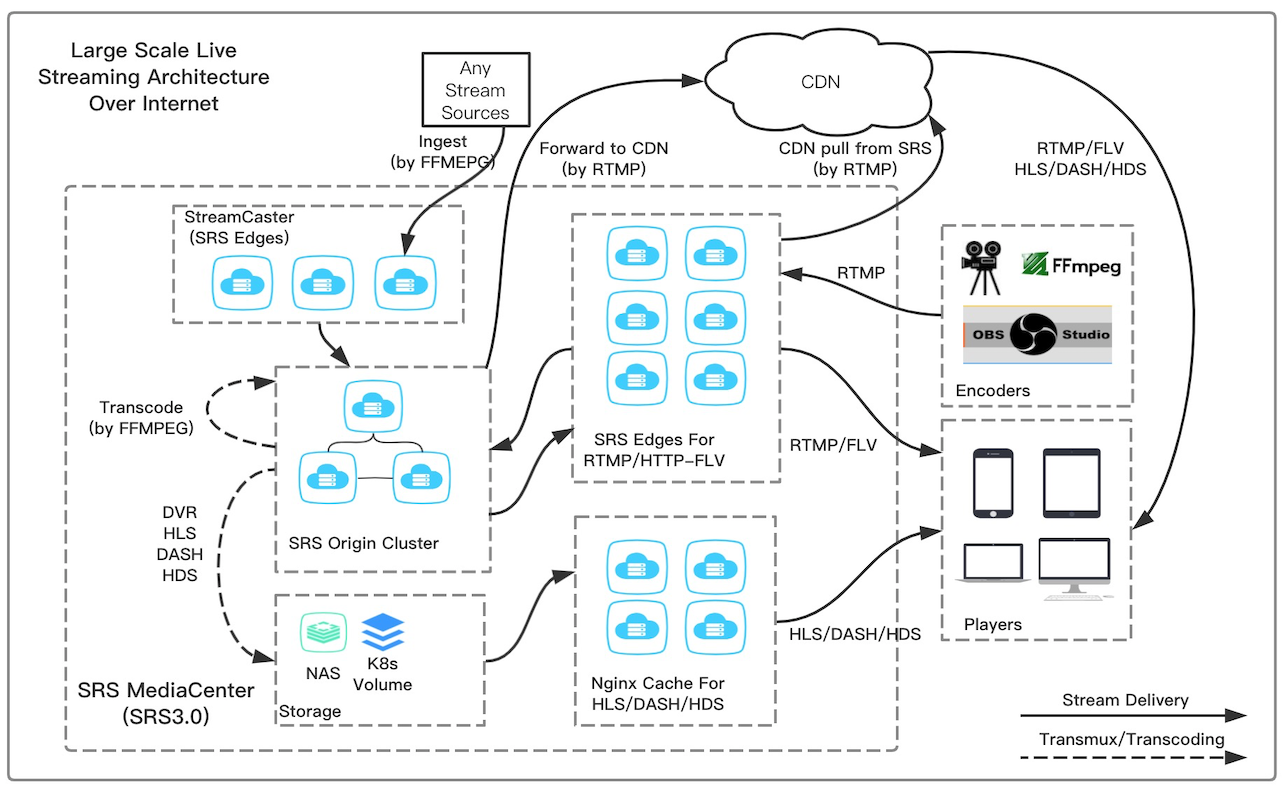 Large Scale Live
Streaming Architecture
Over Internet
Any
Stream
Sources
CDN
Ingest
(by FFMEPG)
Forward to CDN
(by RTMP)
CDN pull from SRS
(by RTMP)
RTMP/FLV
HLS/DASH/HDS
StreamCaster
(SRS Edges)
RTMP
FFmpeg
OBS Studio
Encoders
Transcode
(by FFMPEG)
SRS Edges For
RTMP/HTTP-FLV
RTMP/FLV
DVR
HLS
DASH
HDS
SRS Origin Cluster
Players
HLS/DASH/HDS
NAS
K8s
Volume
Storage
Nginx Cache For
HLS/DASH/HDS
SRS MediaCenter
(SRS3.0)
Stream Delivery
Transmux/Transcoding